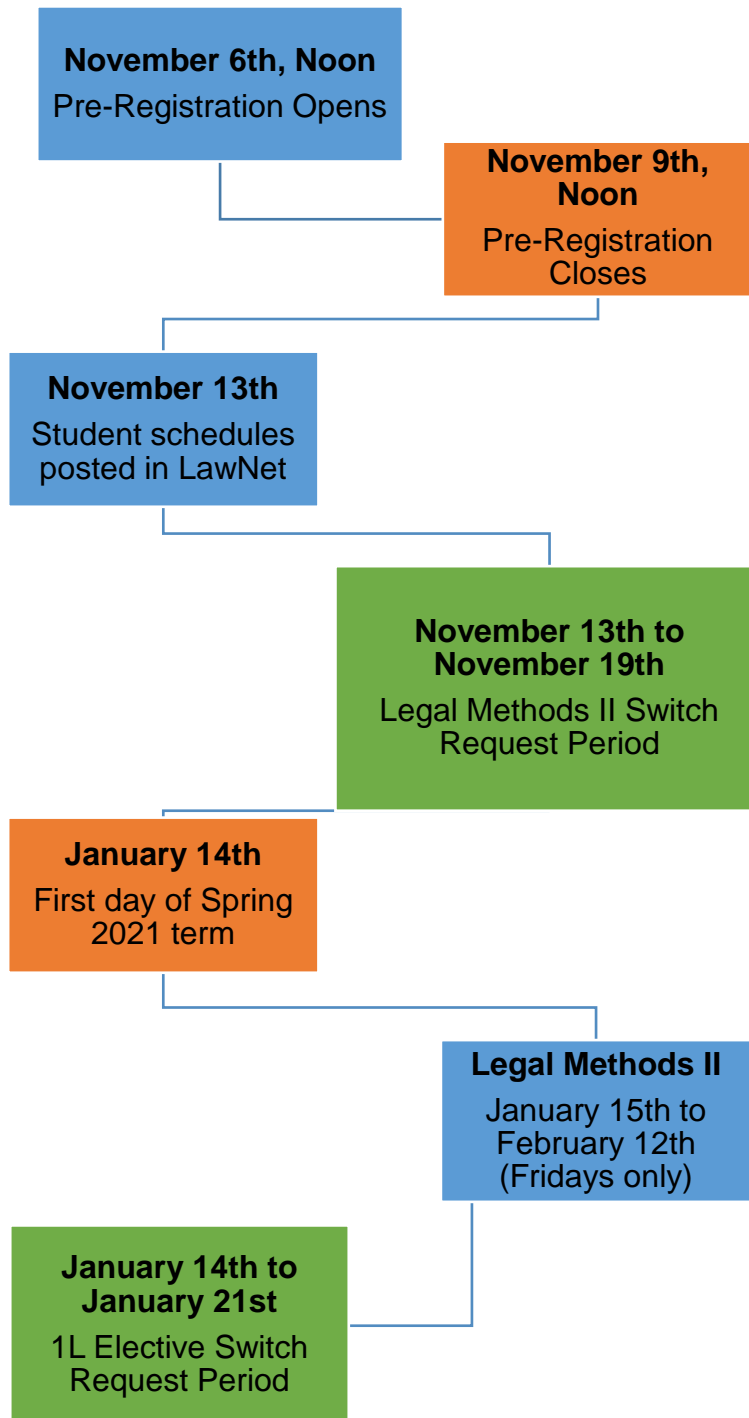 November 6th, Noon
Pre-Registration Opens
November 9th,
Noon
Pre-Registration
Closes
November 13th
Student schedules
posted in LawNet
November 13th to
November 19th
Legal Methods II Switch
Request Period
January 14th
First day of Spring
2021 term
Legal Methods II
January 15th to
February 12th
(Fridays only)
January 14th to
January 21st
1L Elective Switch
Request Period